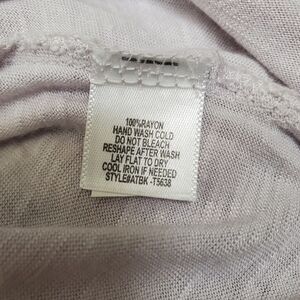 100%RAYON
HAND WASH COLD
DO NOT BLEACH
RESHAPE AFTER WASH
LAY FLAT TO DRY
COOL IRON IF NEEDED
STYLE#ATBK -T5638